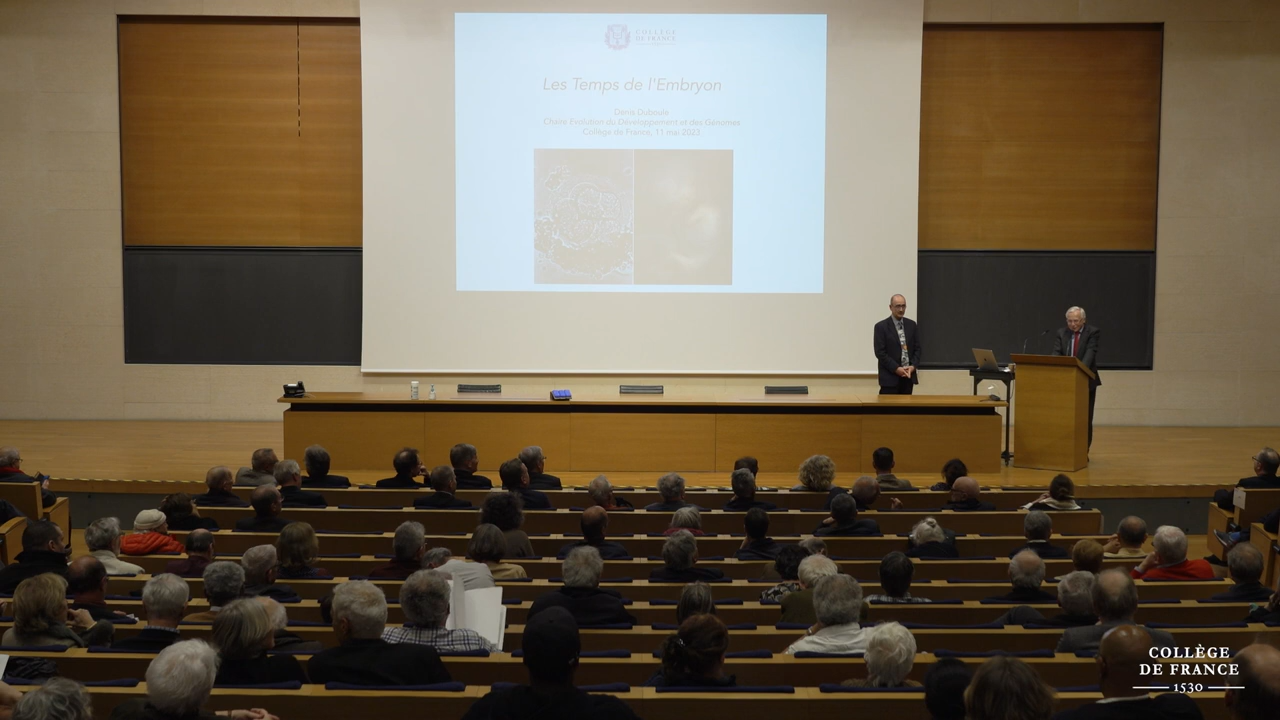 COLLÈGE
DE FRANCE
Les Temps de l'Embryon
Denis Duboule
Chaire Evolution du Développement et des Génomes
Collège de France, 11 mai 2023
COLLÈGE
DE FRANCE
1530